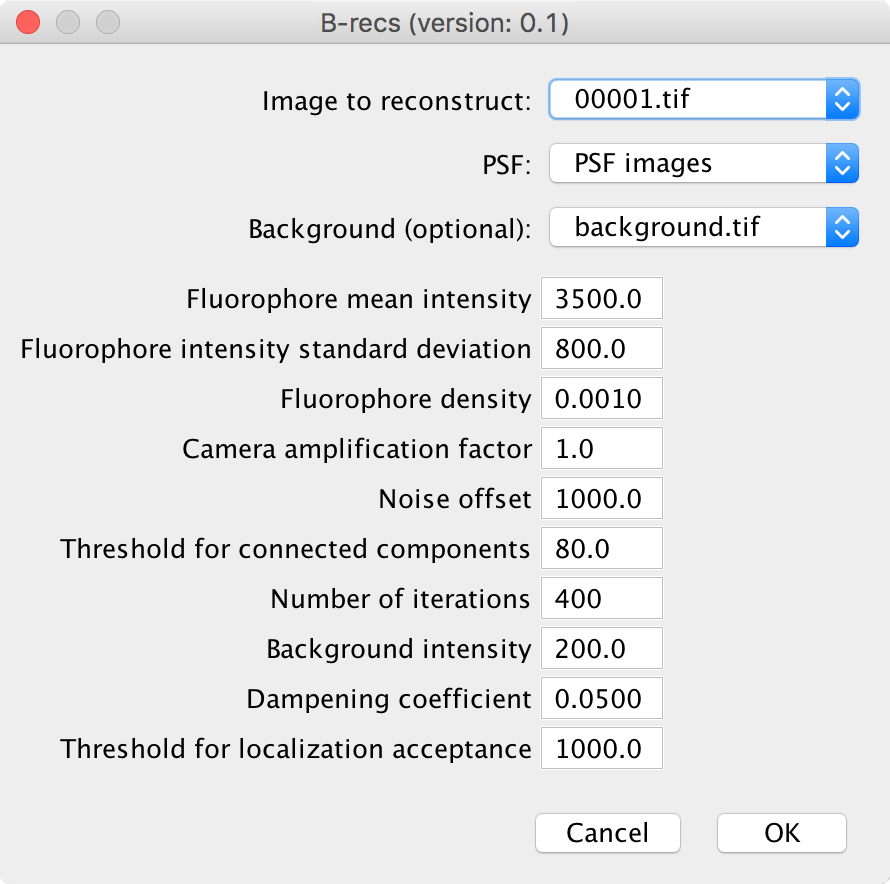 B-recs (version: 0.1)
Image to reconstruct: 00001.tif
PSF: PSF images
Background (optional): background.tif
Fluorophore mean intensity 3500.0
Fluorophore intensity standard deviation 800.0
Fluorophore density 0.0010
Camera amplification factor 1.0
Noise offset 1000.0
Threshold for connected components 80.0
Number of iterations 400
Background intensity 200.0
Dampening coefficient 0.0500
Threshold for localization acceptance 1000.0
Cancel OK